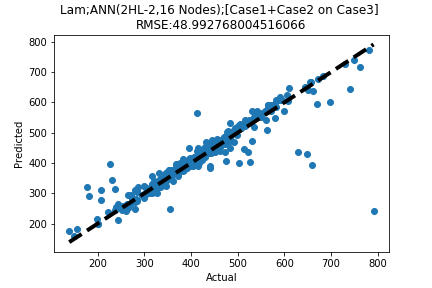 Lam;ANN(2HL-2,16 Nodes);[Case1+Case2 on Case3]
RMSE:48.992768004516066
800
700
600
500
400
300
200
Predicted
200 300 400 500 600 700 800
Actual